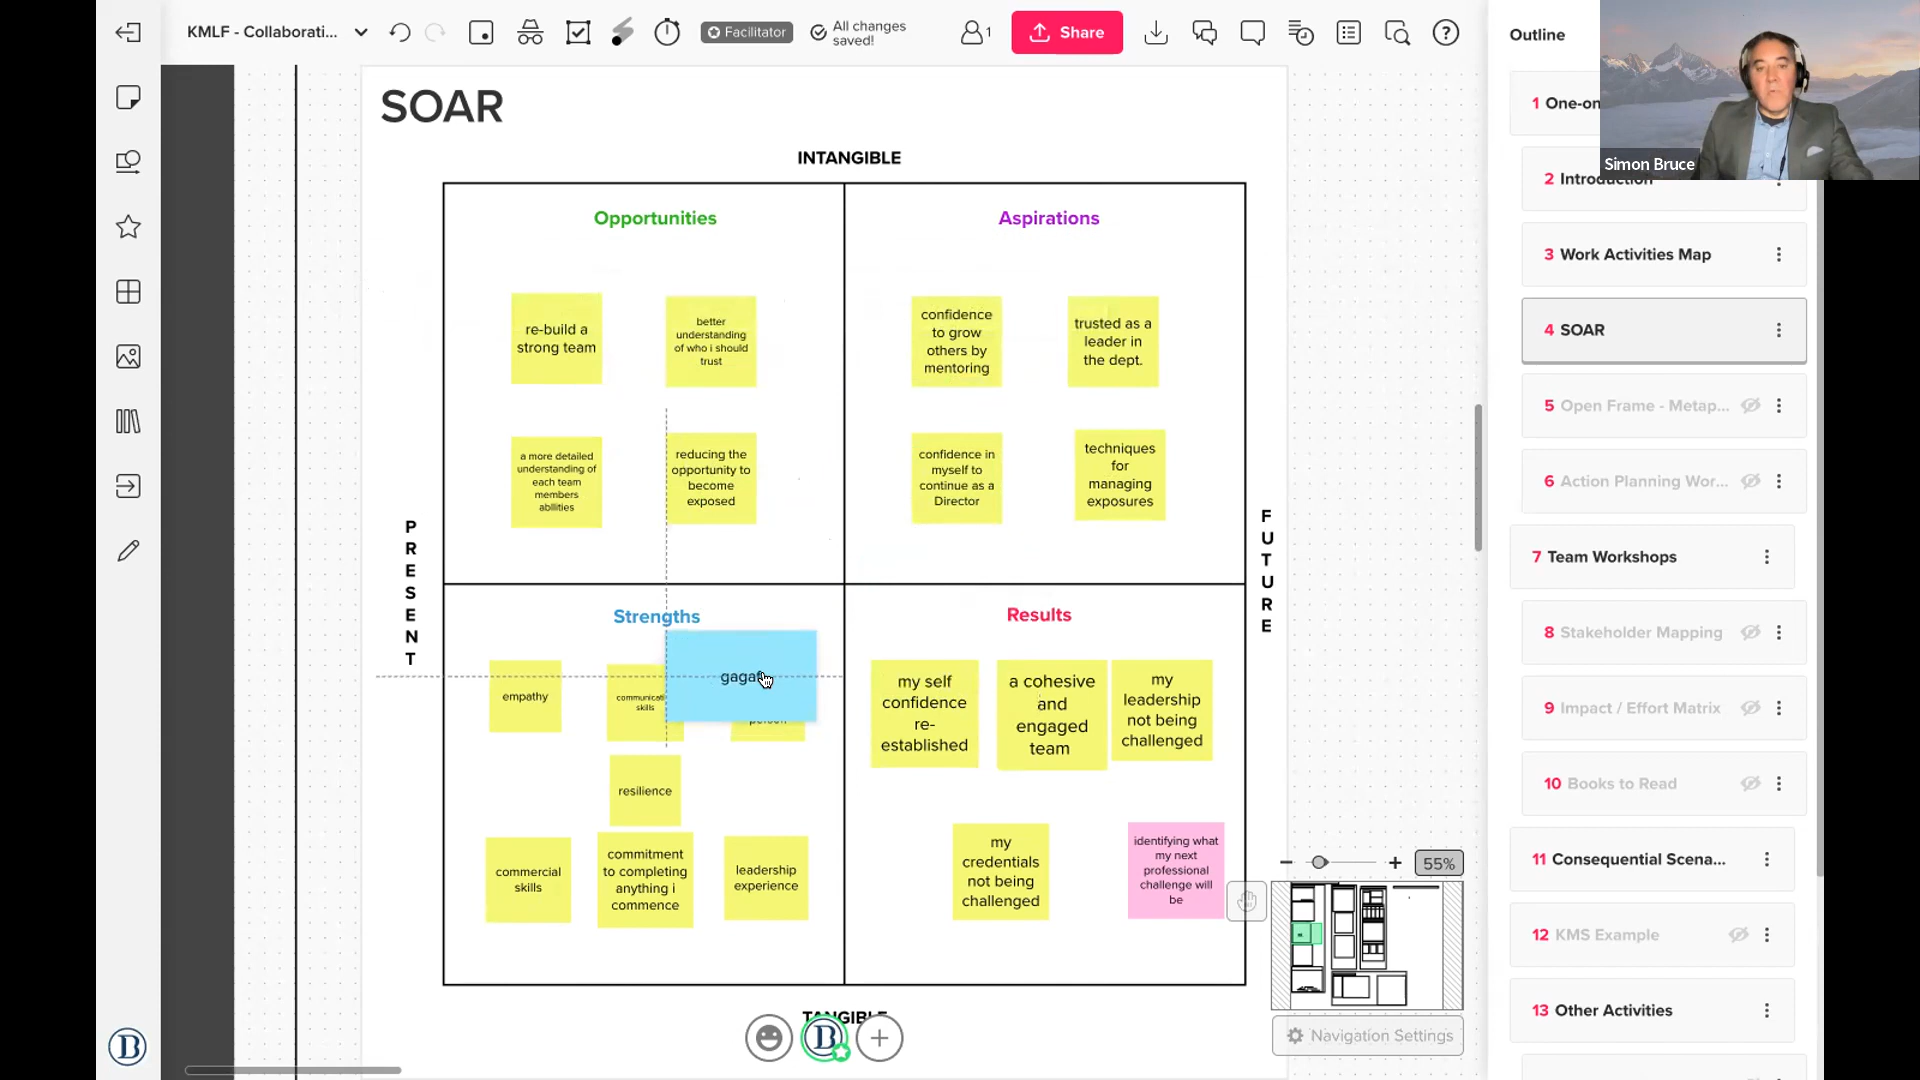 KMLF - Collaborati...
Facilitator
All changes
saved!
1
Share
Outline
Simon Bruce
SOAR
INTANGIBLE
Opportunities
re-build a
strong team
better
understanding
of who i should
trust
a more detailed
understanding of
each team
members
abilities
reducing the
opportunity to
become
exposed
Aspirations
confidence
to grow
others by
mentoring
trusted as a
leader in
the dept.
confidence in
myself to
continue as a
Director
techniques
for
managing
exposures
PRESENT
FUTURE
Strengths
empathy
skills
resilience
commercial
skills
commitment
to completing
anything i
commence
leadership
experience
Results
my self
confidence
re-
established
a cohesive
and
engaged
team
my
leadership
not being
challenged
my
credentials
not being
challenged
identifying what
my next
professional
challenge will
be
TANGIBLE
B
B
55%
Navigation Settings
1 One-on
2 Introduction
3 Work Activities Map
4 SOAR
5 Open Frame - Metap...
6 Action Planning Wor...
7 Team Workshops
8 Stakeholder Mapping
9 Impact / Effort Matrix
10 Books to Read
11 Consequential Scena...
12 KMS Example
13 Other Activities